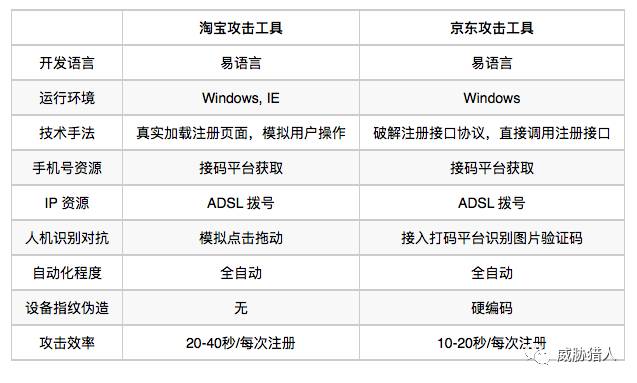 淘宝攻击工具 京东攻击工具
开发语言 易语言 易语言
运行环境 Windows, IE Windows
技术手法 真实加载注册页面，模拟用户操作 破解注册接口协议，直接调用注册接口
手机号资源 接码平台获取 接码平台获取
IP 资源 ADSL 拨号 ADSL 拨号
人机识别对抗 模拟点击拖动 接入打码平台识别图片验证码
自动化程度 全自动 全自动
设备指纹伪造 无 硬编码
攻击效率 20-40秒/每次注册 10-20秒/每次注册
威胁猎人